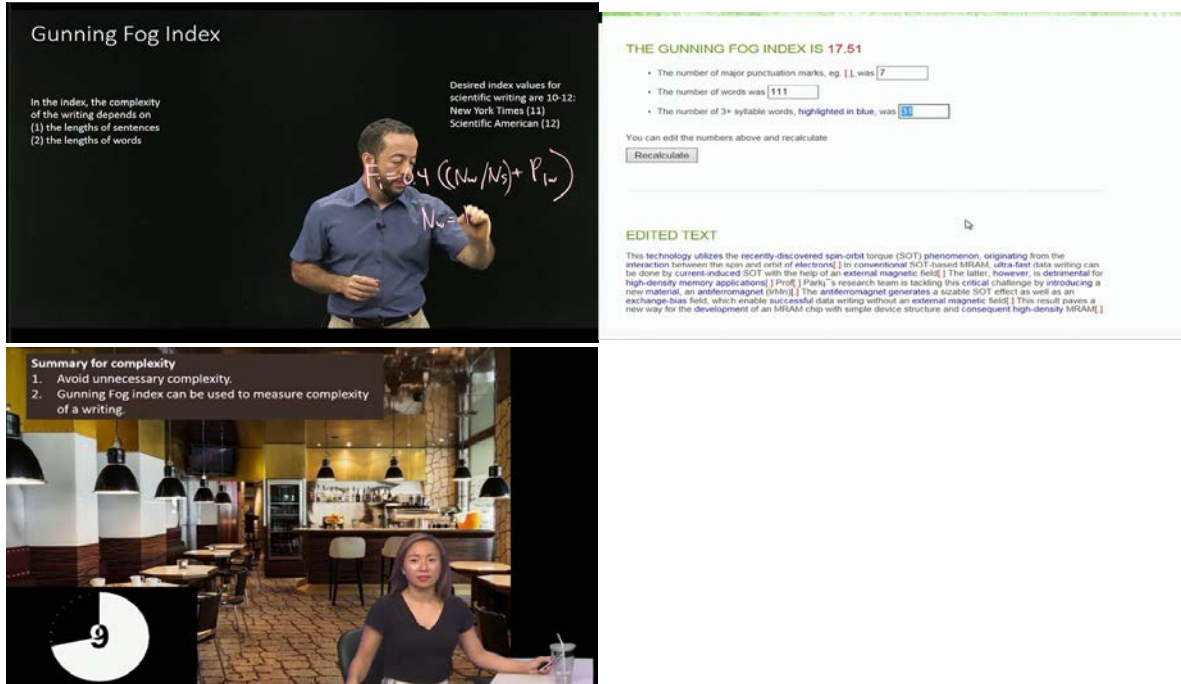 Gunning Fog Index
In the index, the complexity
of the writing depends on
(1) the lengths of sentences
(2) the lengths of words
Desired index values for
scientific writing are 10-12:
New York Times (11)
Scientific American (12)
Fi = 0.4 ((Nw/Ns) + P1w)
Nw = 1
THE GUNNING FOG INDEX IS 17.51
• The number of major punctuation marks, eg. [.], was 7
• The number of words was 111
• The number of 3+ syllable words, highlighted in blue, was 31
You can edit the numbers above and recalculate
Recalculate
EDITED TEXT
This technology utilizes the recently-discovered spin-orbit torque (SOT) phenomenon, originating from the
interaction between the spin and orbit of electrons[.] In conventional SOT-based MRAM, ultra-fast data writing can
be done by current-induced SOT with the help of an external magnetic field[.] The latter, however, is detrimental for
high-density memory applications[.] Prof[.] research team is tackling this critical challenge by introducing a
new material, an antiferromagnet (IrMn)[.] The antiferromagnet generates a sizable SOT effect as well as an
exchange-bias field, which enable successful data writing without an external magnetic field[.] This result paves a
new way for the development of an MRAM chip with simple device structure and consequent high-density MRAM[.]
Summary for complexity
1. Avoid unnecessary complexity.
2. Gunning Fog index can be used to measure complexity
of a writing.
9